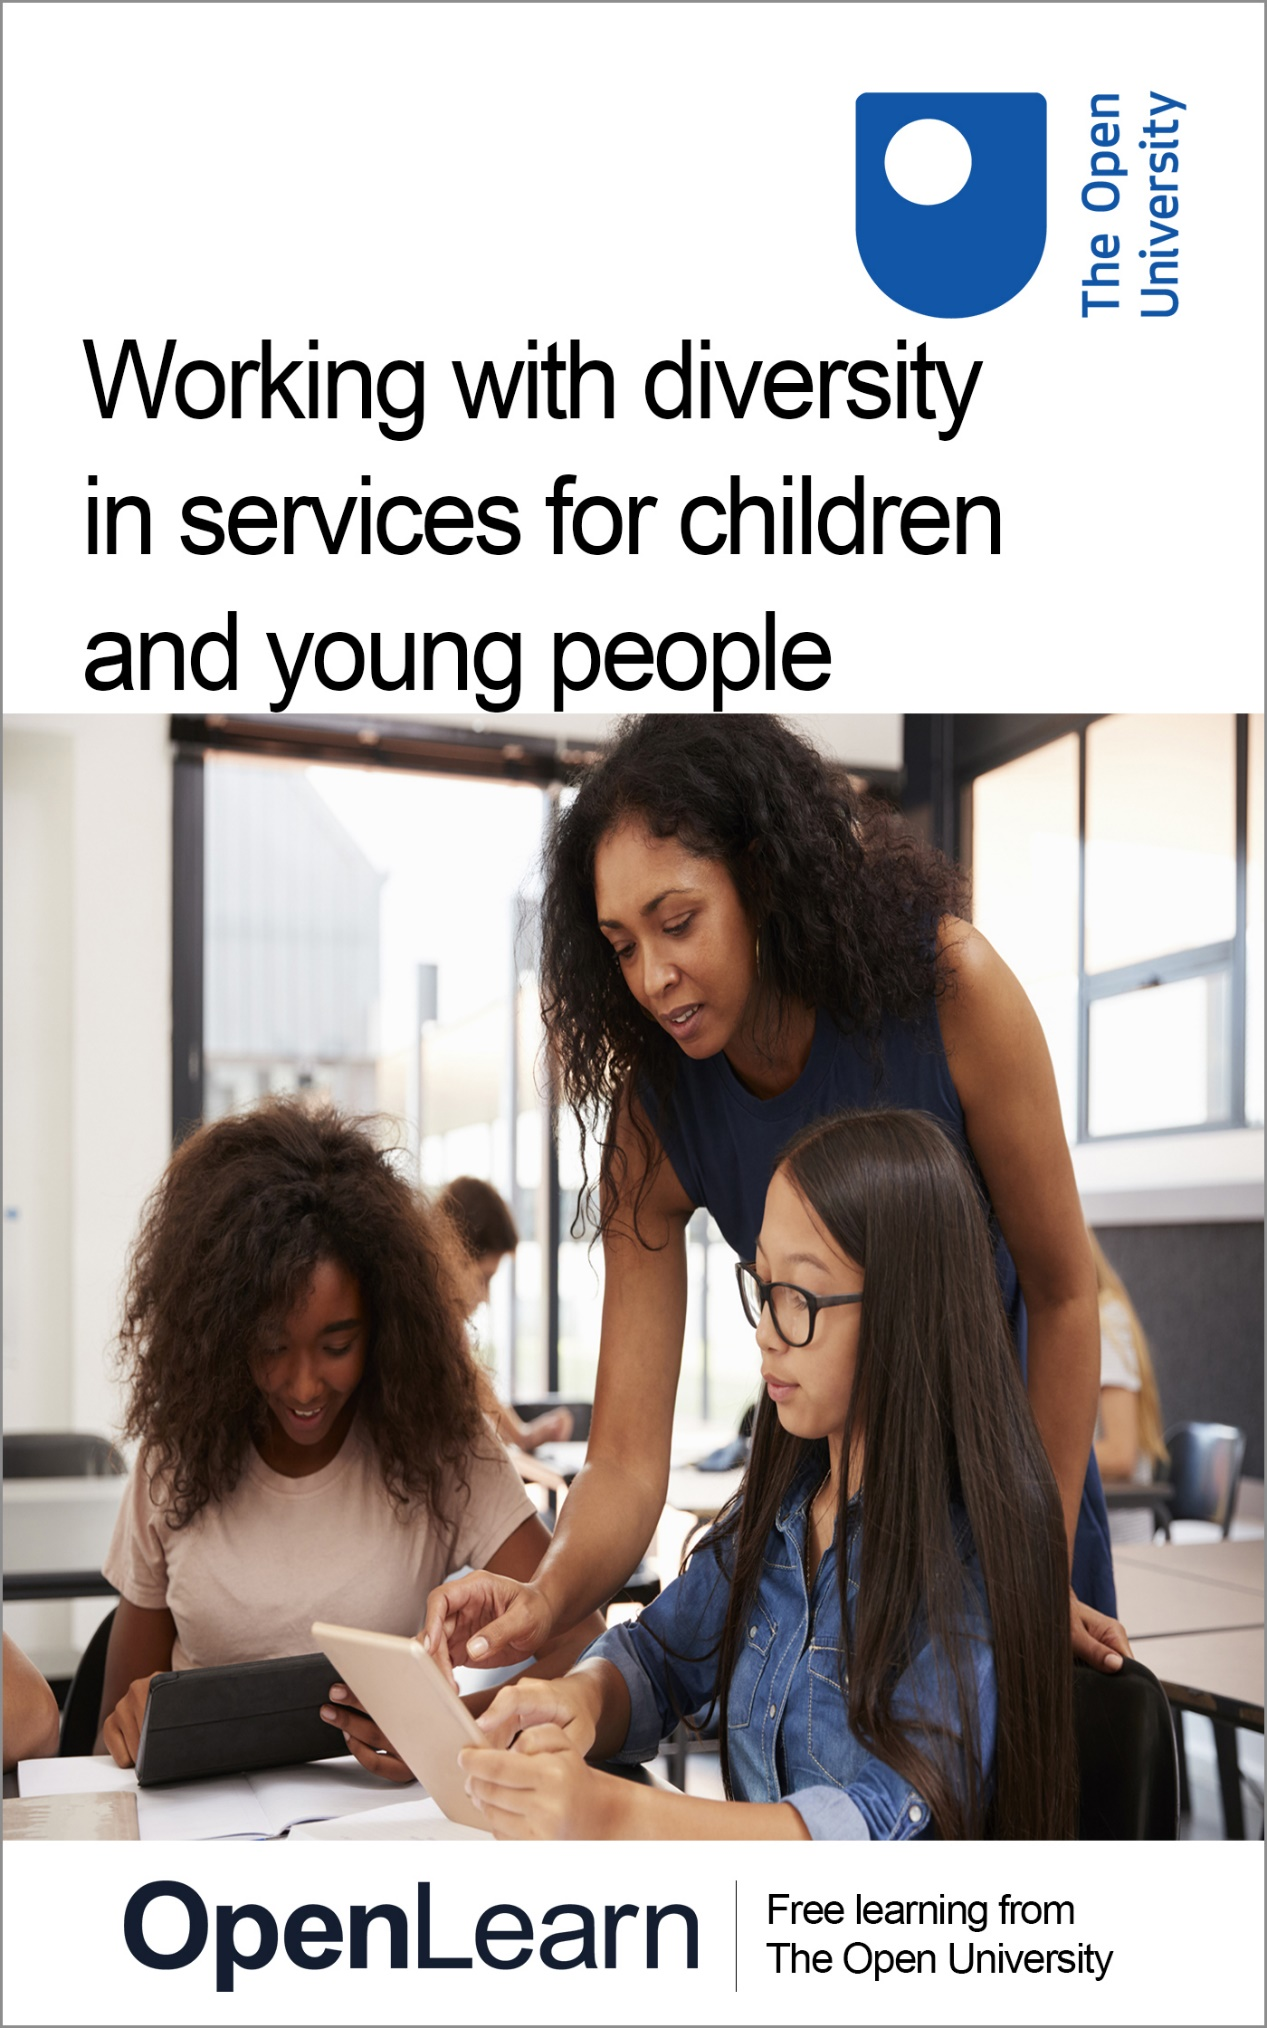 The Open
University
Working with diversity
in services for children
and young people
OpenLearn
Free learning from
The Open University